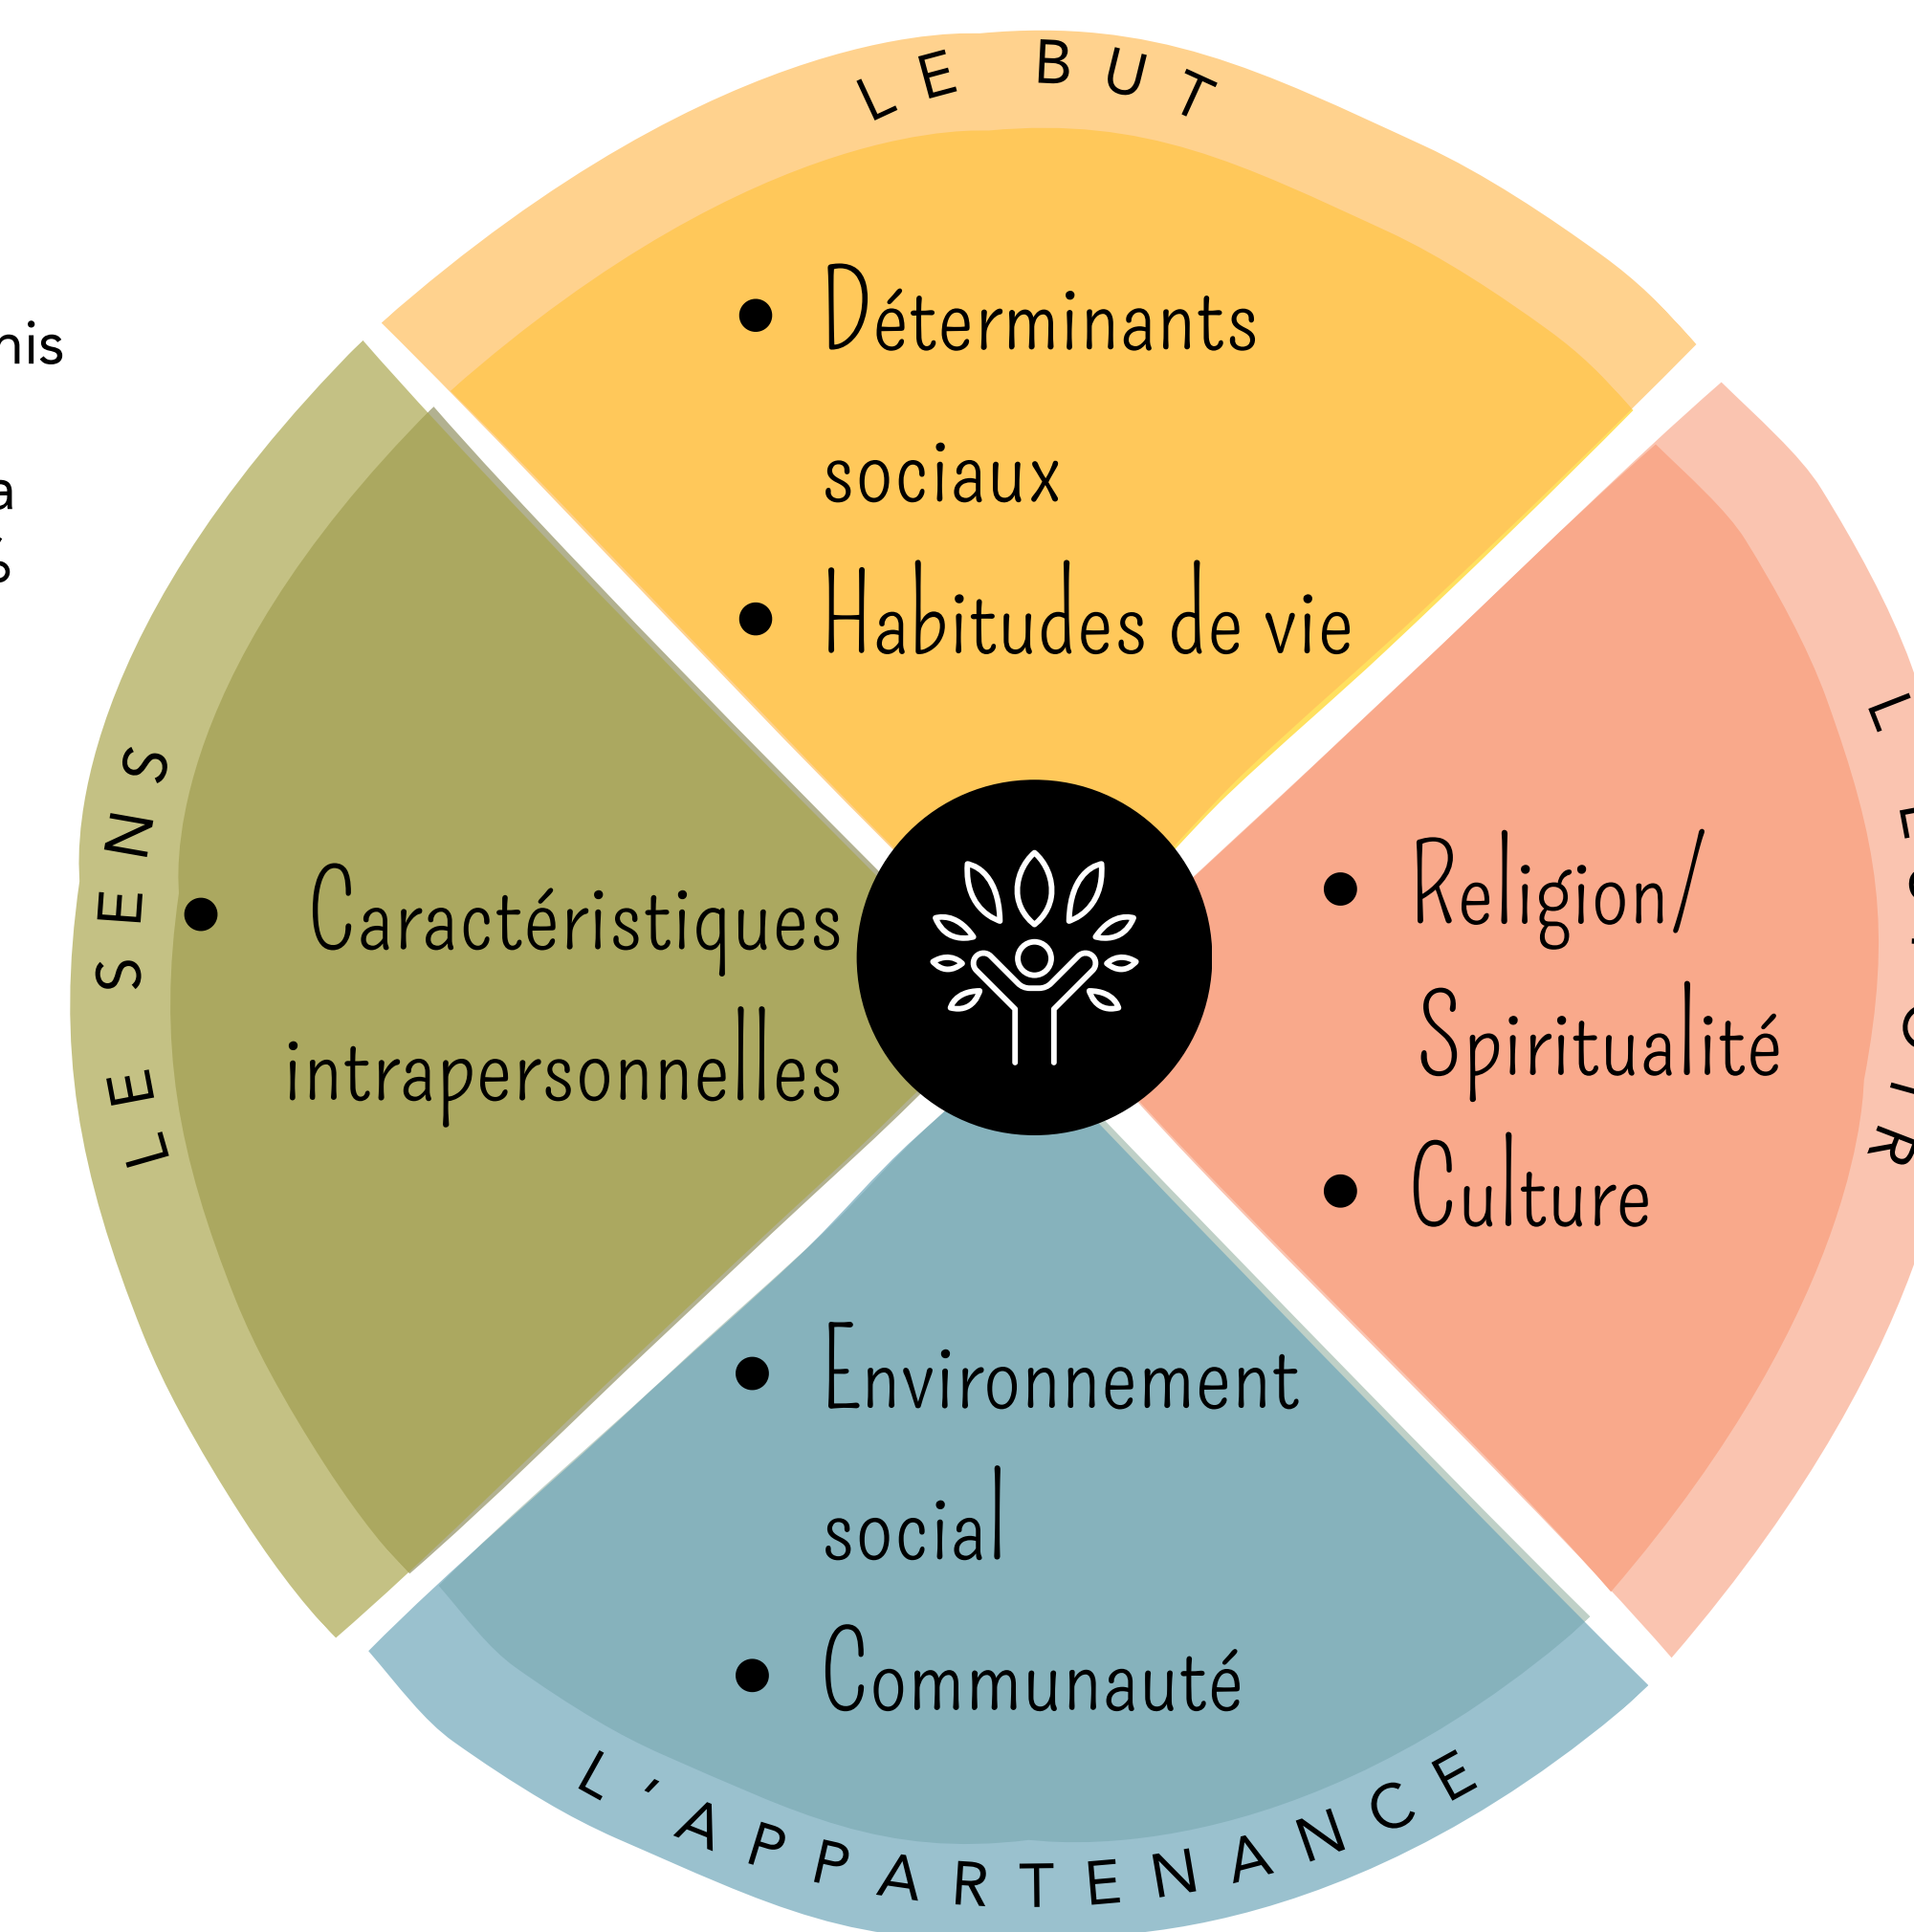 LE BUT
• Déterminants
sociaux
• Habitudes de vie
LE SENS
• Caractéristiques
intrapersonnelles
• Religion/
Spiritualité
• Culture
• Environnement
social
• Communauté
L'APPARTENANCE